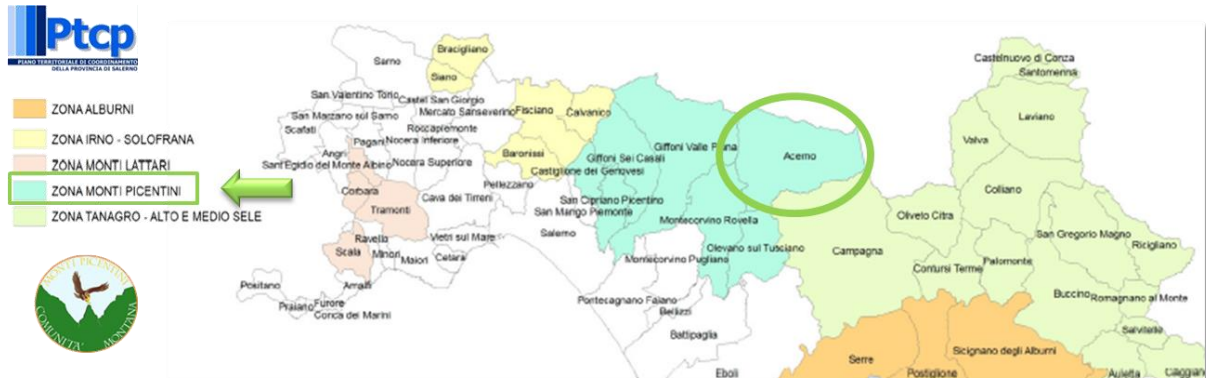 Ptcp
PIANO TERRITORIALE DI COORDINAMENTO
DELLA PROVINCIA DI SALERNO
ZONA ALBURNI
ZONA IRNO - SOLOFRANA
ZONA MONTI LATTARI
ZONA MONTI PICENTINI
ZONA TANAGRO - ALTO E MEDIO SELE
MONTI PICENTINI
COMUNITA' MONTANA
Bracigliano
Sarno
Siano
Castelnuovo di Conza
Santomenna
San Valentino Torio
Castel San Giorgio
Mercato Sanseverino
Fisciano
Calvanico
Laviano
San Marzano sul Sarno
Scafati
Roccapiemonte
Pagani
Nocera Inferiore
Valva
Angri
Baronissi
Giffoni Sei Casali
Giffoni Valle Piana
Acerno
Sant'Egidio del Monte Albino
Nocera Superiore
Castiglione dei Genovesi
Corbara
Pellezzano
Colliano
Cava dei Tirreni
San Cipriano Picentino
Tramonti
San Mango Piemonte
Montecorvino Rovella
Oliveto Citra
Ravello
Vietri sul Mare
Salerno
San Gregorio Magno
Ricigliano
Scala
Minori
Maiori
Cetara
Olevano sul Tusciano
Campagna
Montecorvino Pugliano
Contursi Terme
Palomonte
Positano
Amalfi
Praiano
Furore
Conca dei Marini
Pontecagnano Faiano
Bellizzi
Buccino
Romagnano al Monte
Battipaglia
Salvitelle
Serre
Sicignano degli Alburni
Eboli
Postiglione
Auletta
Caggian